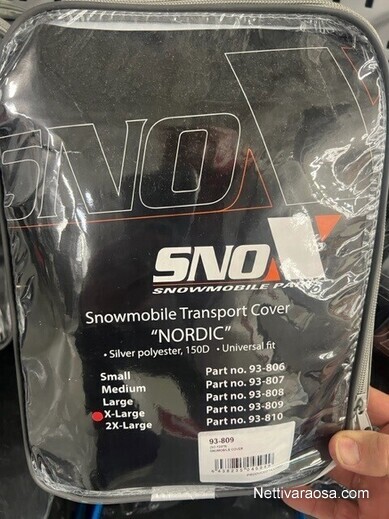 SNOX
SNOX
SNOWMOBILE PARTS
Snowmobile Transport Cover
"NORDIC"
• Silver polyester, 150D • Universal fit
Small Part no. 93-806
Medium Part no. 93-807
Large Part no. 93-808
X-Large Part no. 93-809
2X-Large Part no. 93-810
93-809
SNOWMOBILE COVER
Nettivaraosa.com